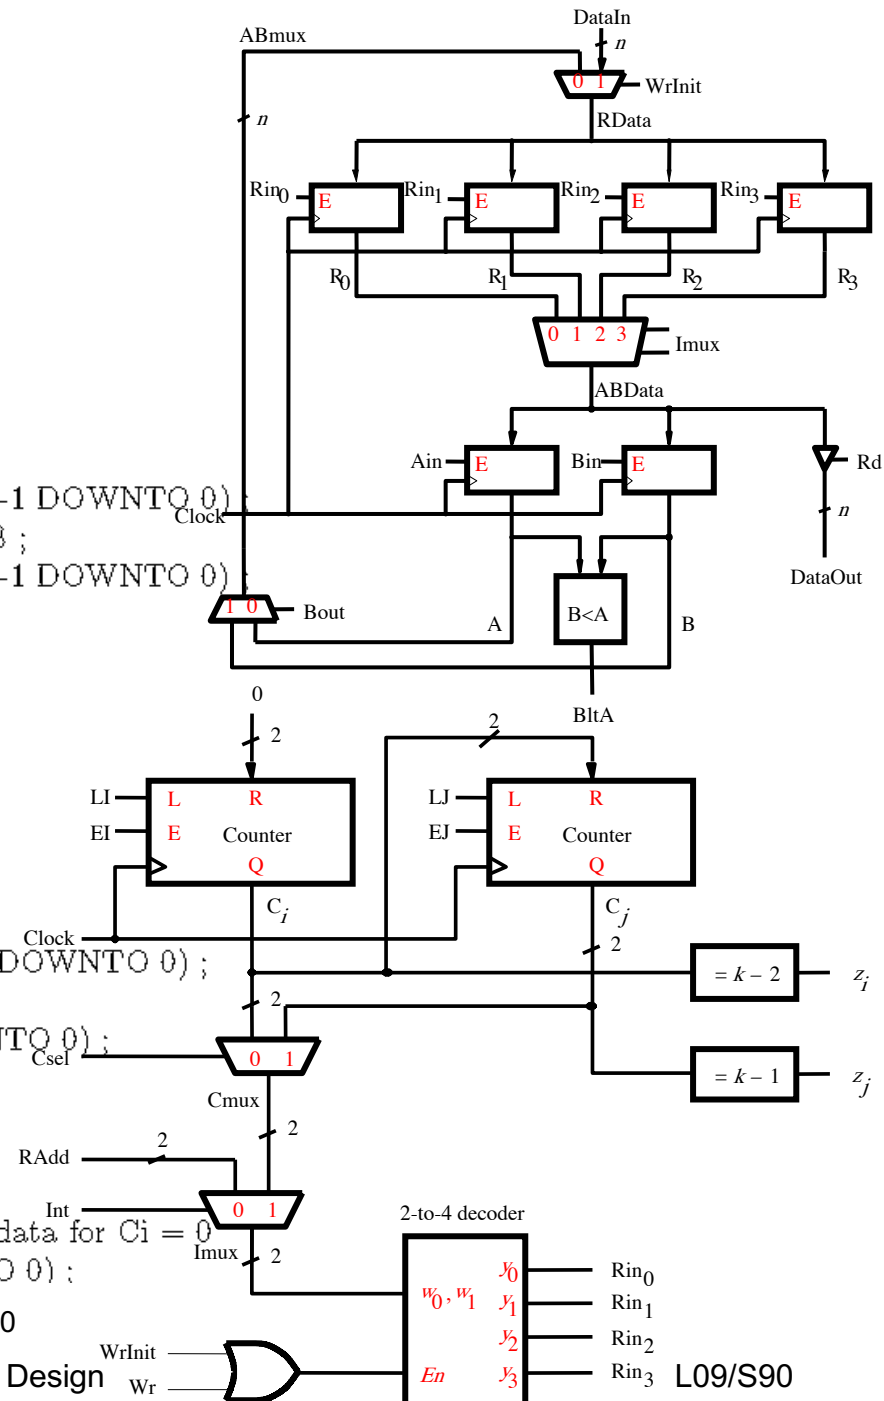 DataIn
ABmux
n
0 1
WrInit
n
RData
Rin0 E
Rin1 E
Rin2 E
Rin3 E
R0 R1 R2 R3
0 1 2 3
Imux
ABData
Ain E
Bin E
Rd
-1 DOWNTO 0) ;
Clock
n
;
-1 DOWNTO 0) ;
DataOut
1 0
Bout
A
B<A
B
0
BltA
2
2
LI L R
LJ L R
EI E Counter
EJ E Counter
Q
Q
Ci
Cj
Clock
2
DOWNTO 0) ;
= k – 2
zi
2
0) ;
Csel
0 1
= k – 1
zj
Cmux
2
2
RAdd
Int
0 1
2-to-4 decoder
data for Ci = 0
Imux
2
0) ;
y0 Rin0
w0, w1
y1 Rin1
0
y2 Rin2
WrInit
Design
Wr
En
y3 Rin3
L09/S90